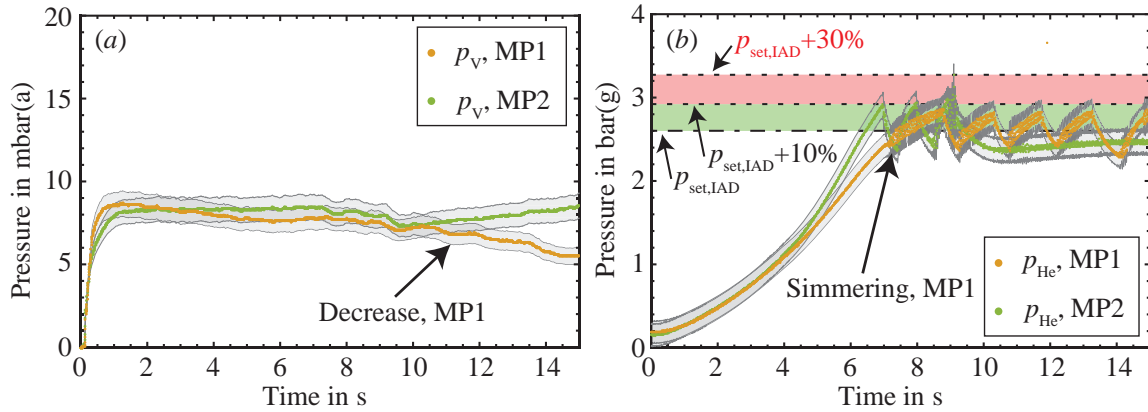 (a)
p_V, MP1
p_V, MP2
Decrease, MP1
Pressure in mbar(a)
0
5
10
15
20
0 2 4 6 8 10 12 14
Time in s
(b)
p_set,IAD+30%
p_set,IAD+10%
p_set,IAD
Simmering, MP1
p_He, MP1
p_He, MP2
Pressure in bar(g)
4
3
2
1
0
0 2 4 6 8 10 12 14
Time in s